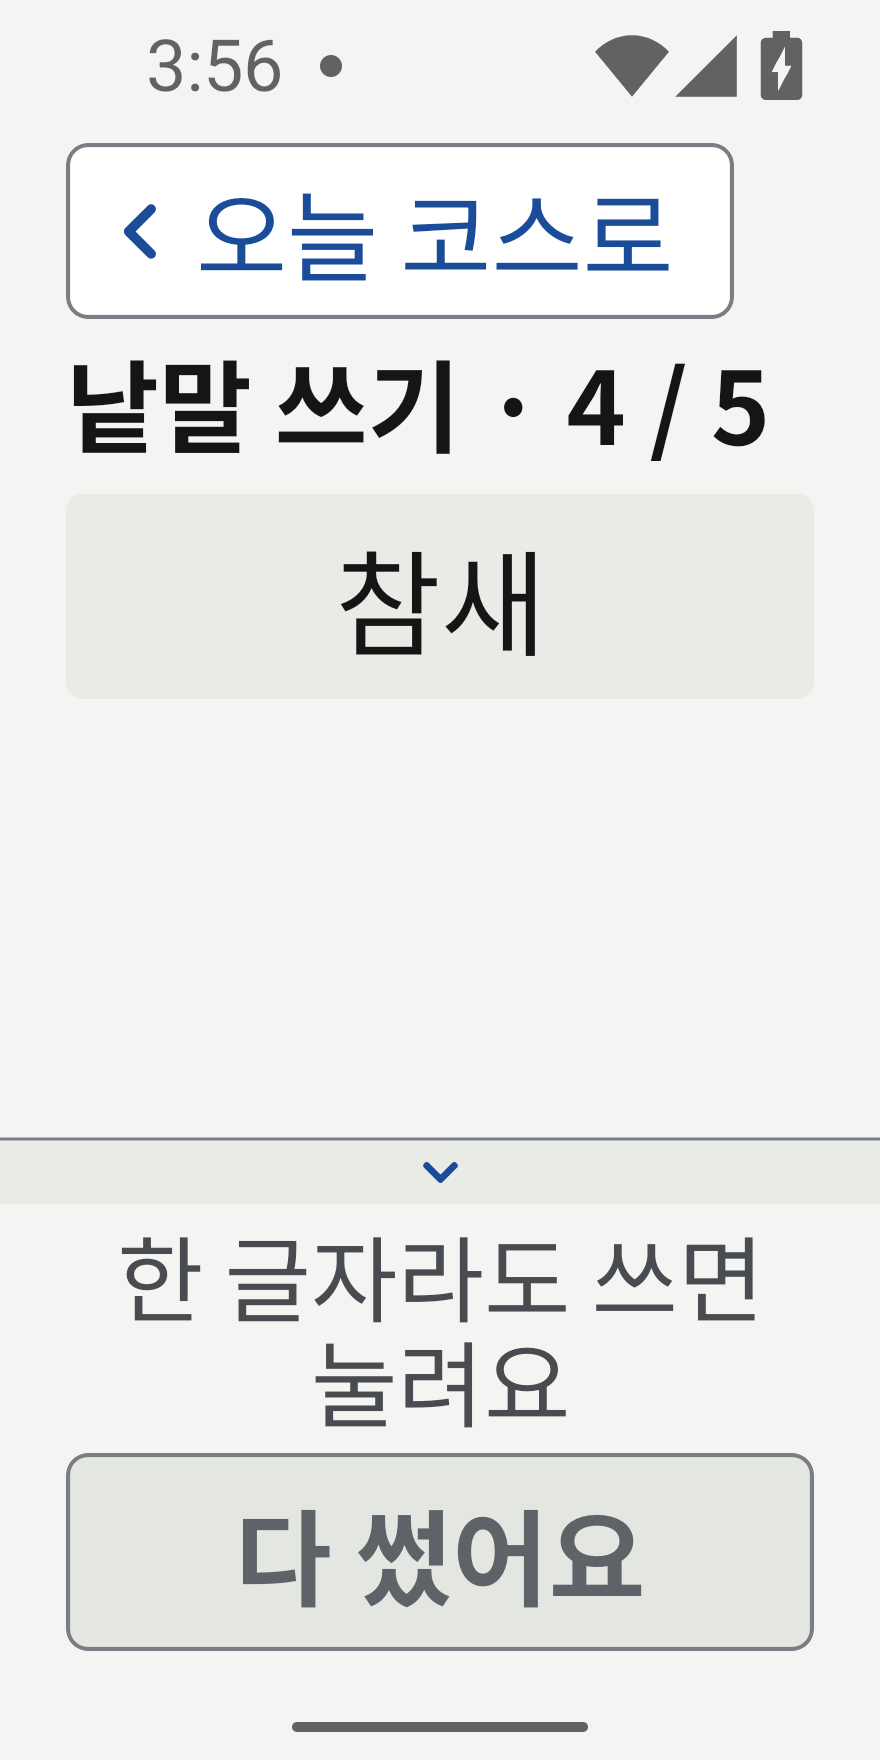 3:56
오늘 코스로
낱말 쓰기 · 4 / 5
참새
한 글자라도 쓰면
눌려요
다 썼어요